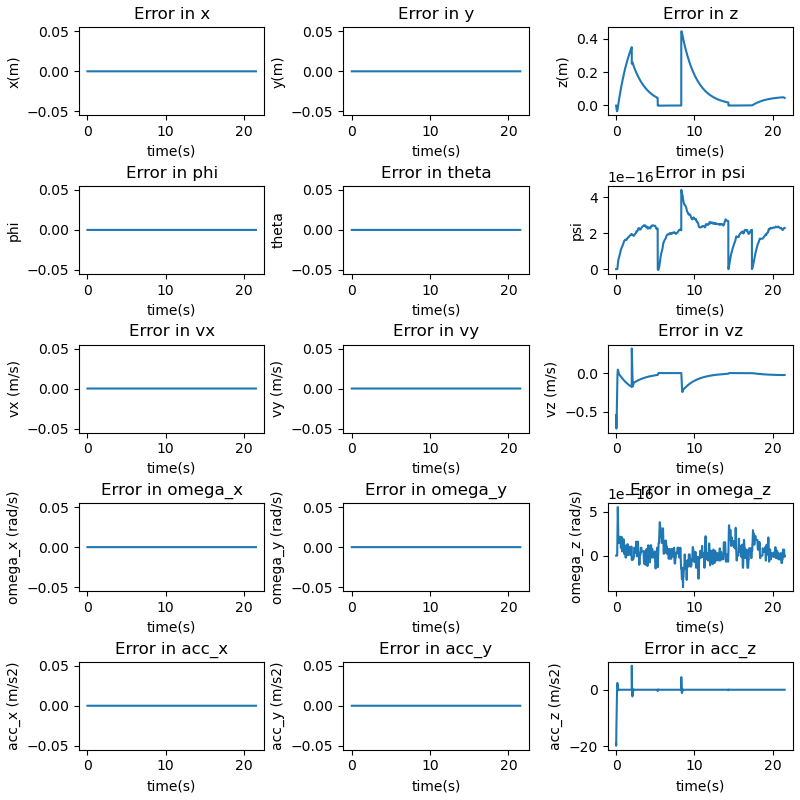 Error in x
Error in y
Error in z
x(m)
0.05
0.00
−0.05
0
10
20
time(s)
y(m)
0.05
0.00
−0.05
0
10
20
time(s)
z(m)
0.4
0.2
0.0
0
10
20
time(s)
Error in phi
Error in theta
Error in psi
phi
0.05
0.00
−0.05
0
10
20
time(s)
theta
0.05
0.00
−0.05
0
10
20
time(s)
1e−16
psi
4
2
0
0
10
20
time(s)
Error in vx
Error in vy
Error in vz
vx (m/s)
0.05
0.00
−0.05
0
10
20
time(s)
vy (m/s)
0.05
0.00
−0.05
0
10
20
time(s)
vz (m/s)
0.0
−0.5
0
10
20
time(s)
Error in omega_x
Error in omega_y
Error in omega_z
omega_x (rad/s)
0.05
0.00
−0.05
0
10
20
time(s)
omega_y (rad/s)
0.05
0.00
−0.05
0
10
20
time(s)
1e−16
omega_z (rad/s)
5
0
0
10
20
time(s)
Error in acc_x
Error in acc_y
Error in acc_z
acc_x (m/s2)
0.05
0.00
−0.05
0
10
20
time(s)
acc_y (m/s2)
0.05
0.00
−0.05
0
10
20
time(s)
acc_z (m/s2)
0
−20
0
10
20
time(s)